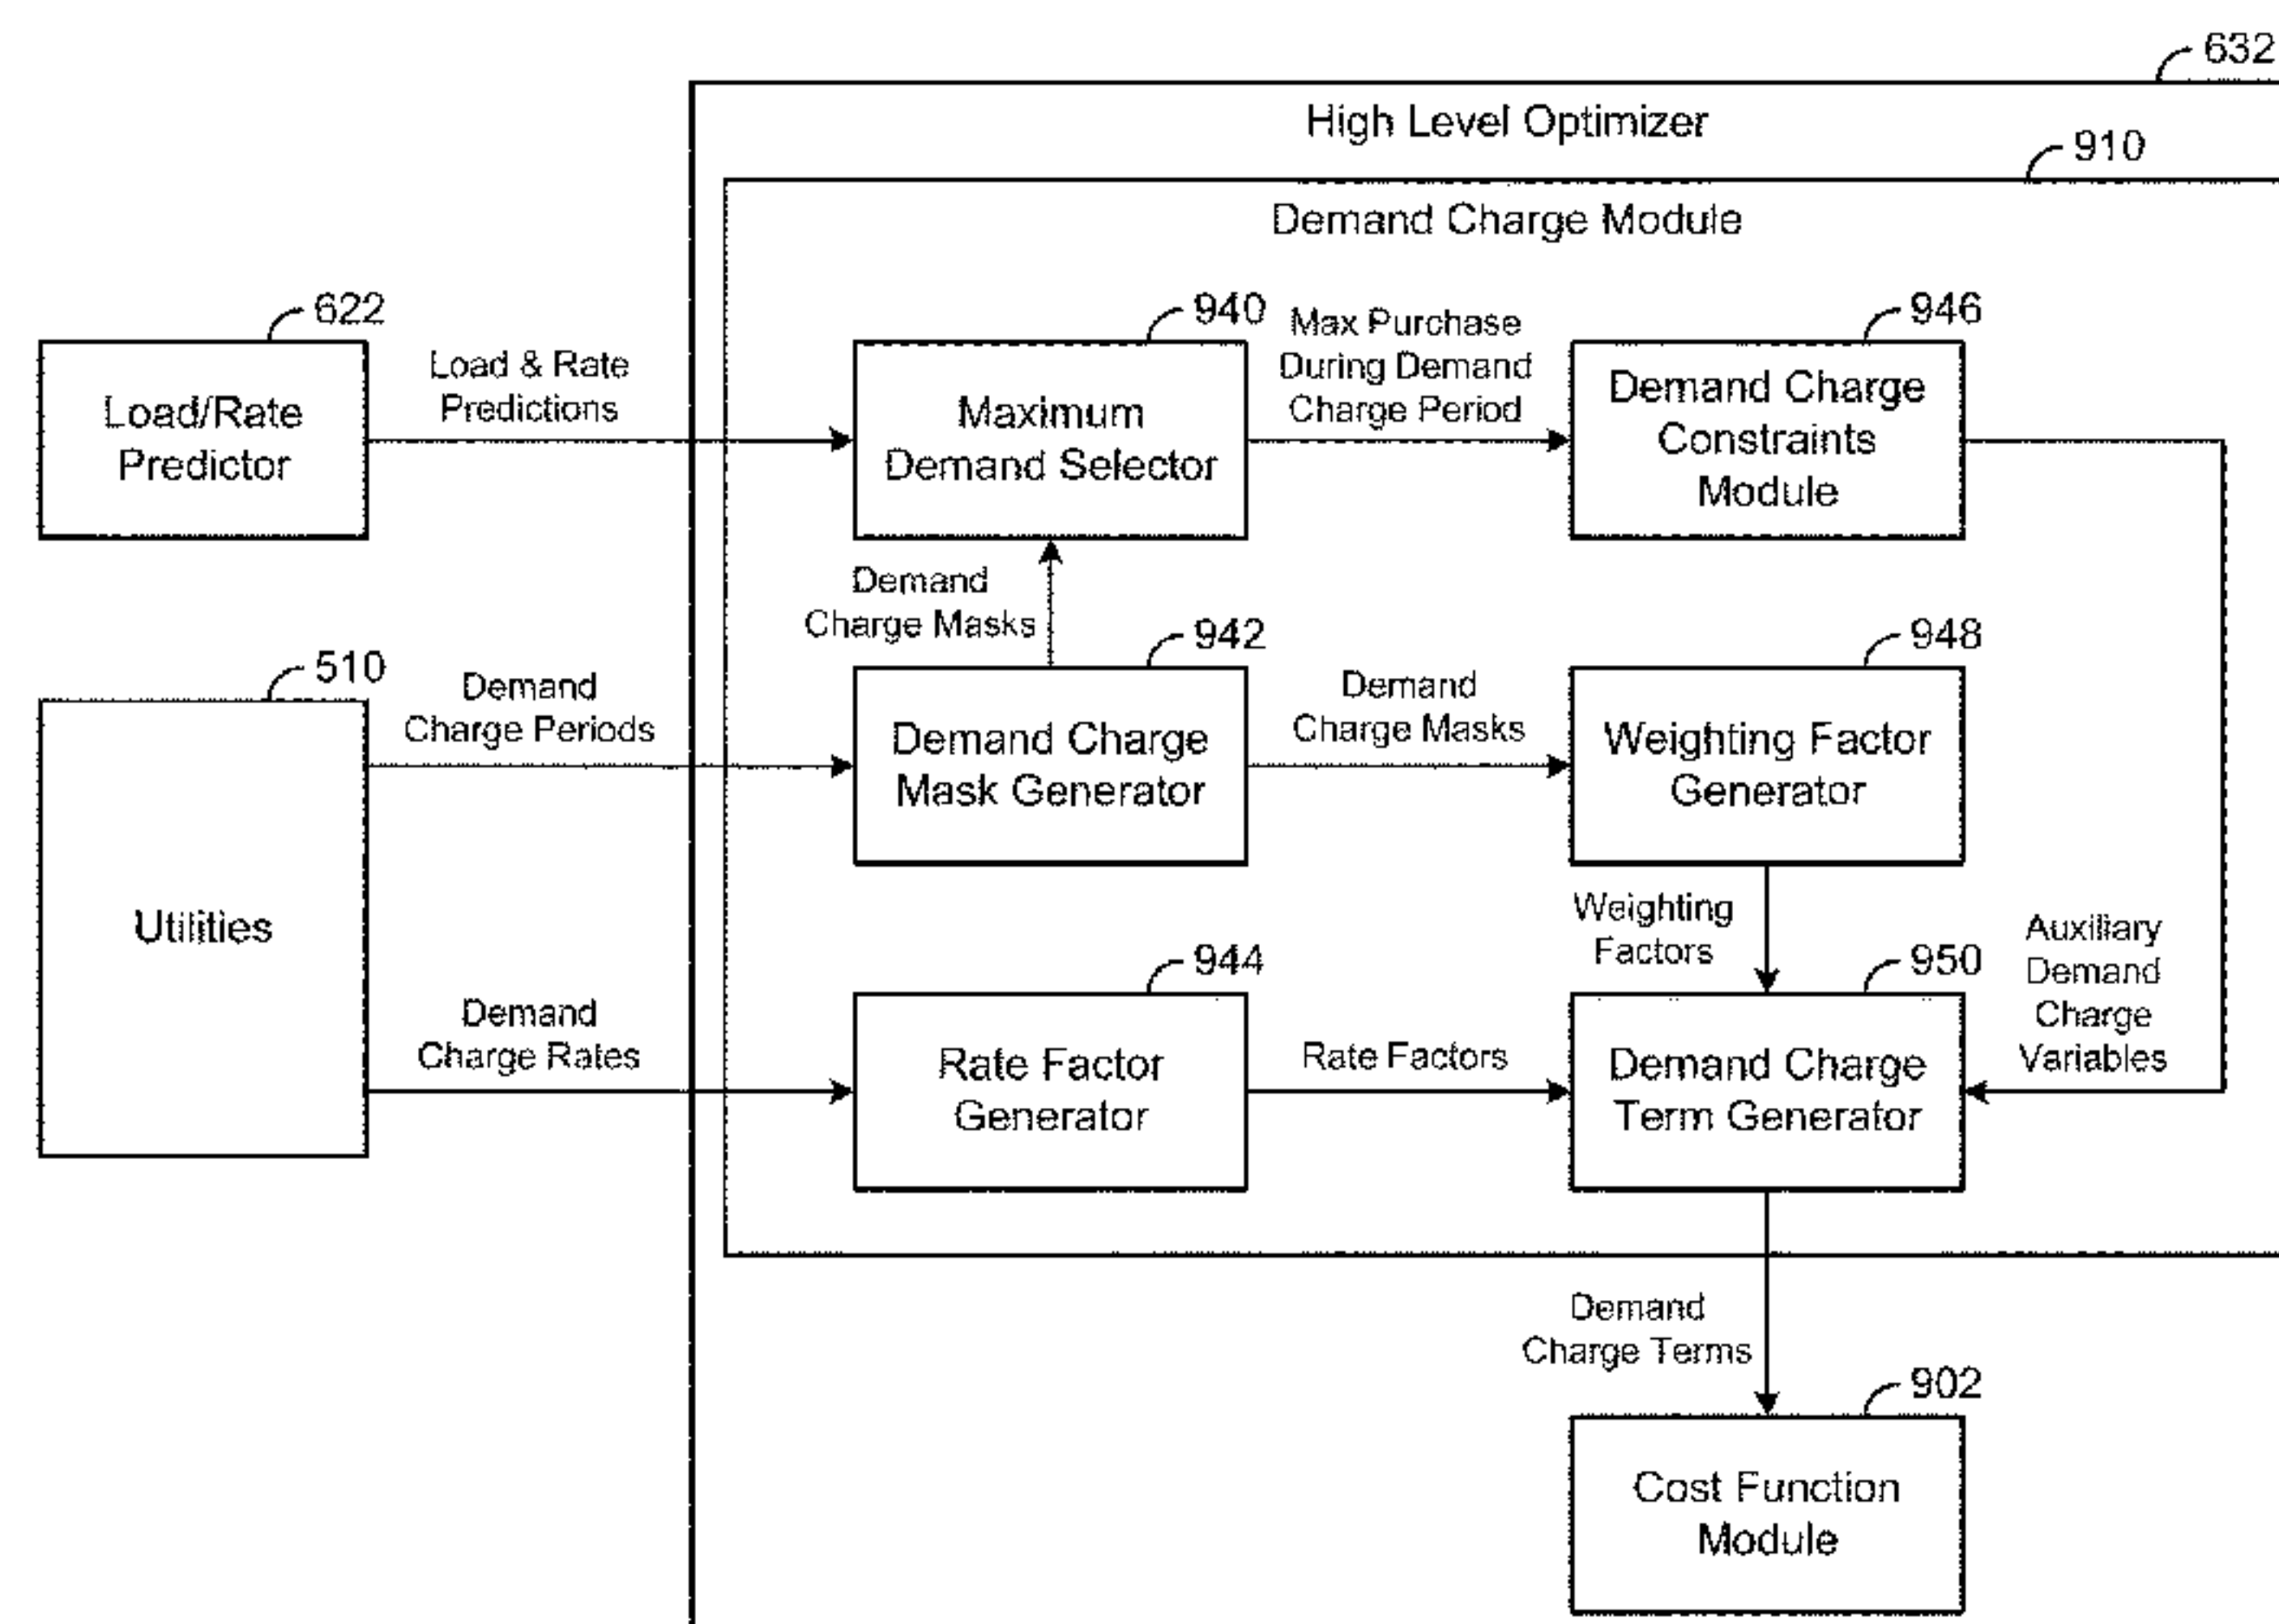 632
High Level Optimizer
910
Demand Charge Module
622
Load/Rate
Predictor
Load & Rate
Predictions
940
Maximum
Demand Selector
Max Purchase
During Demand
Charge Period
946
Demand Charge
Constraints
Module
Demand
Charge Masks
510
Utilities
Demand
Charge Periods
942
Demand Charge
Mask Generator
Demand
Charge Masks
948
Weighting Factor
Generator
Weighting
Factors
Auxiliary
Demand
Charge
Variables
Demand
Charge Rates
944
Rate Factor
Generator
Rate Factors
950
Demand Charge
Term Generator
Demand
Charge Terms
902
Cost Function
Module